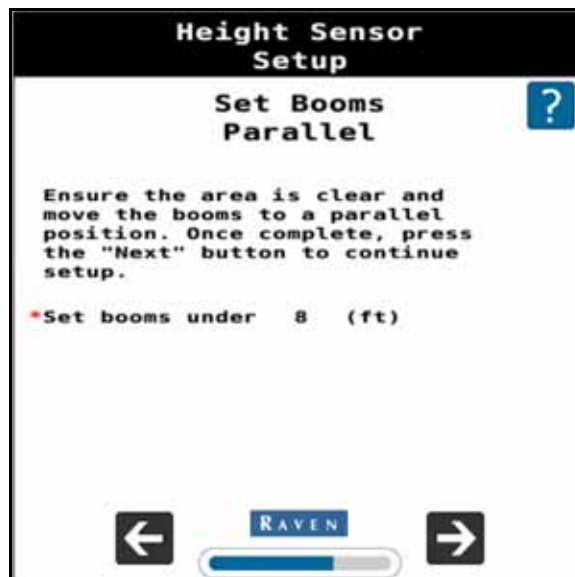 Height Sensor
Setup
Set Booms
Parallel
?
Ensure the area is clear and
move the booms to a parallel
position. Once complete, press
the "Next" button to continue
setup.
*Set booms under 8 (ft)
RAVEN